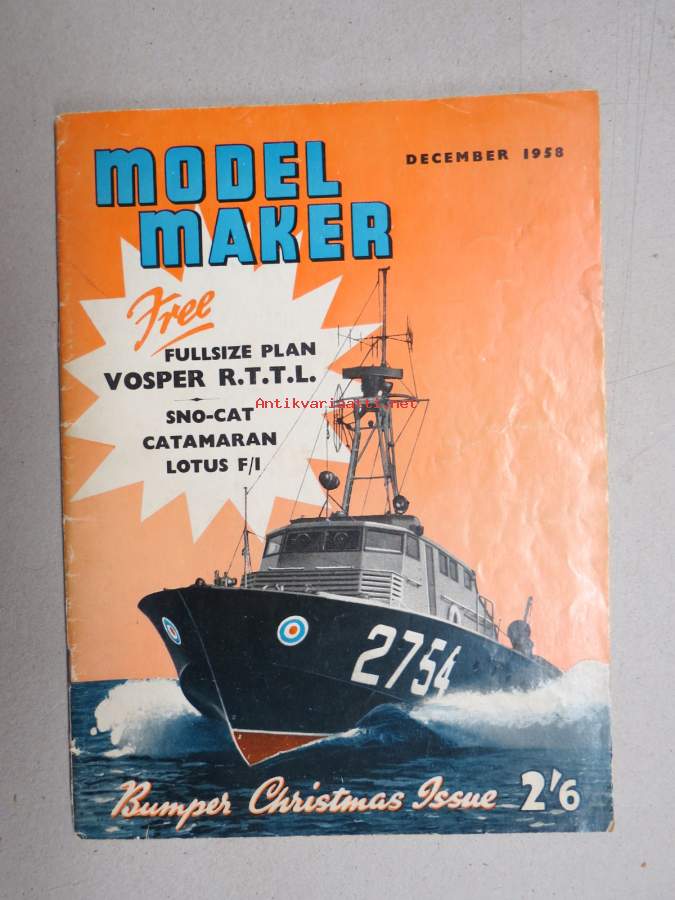 MODEL
MAKER
DECEMBER 1958
Free
FULLSIZE PLAN
VOSPER R.T.T.L.
SNO-CAT
CATAMARAN
LOTUS F/1
Antikvariaatti.net
2754
Bumper Christmas Issue 2'6